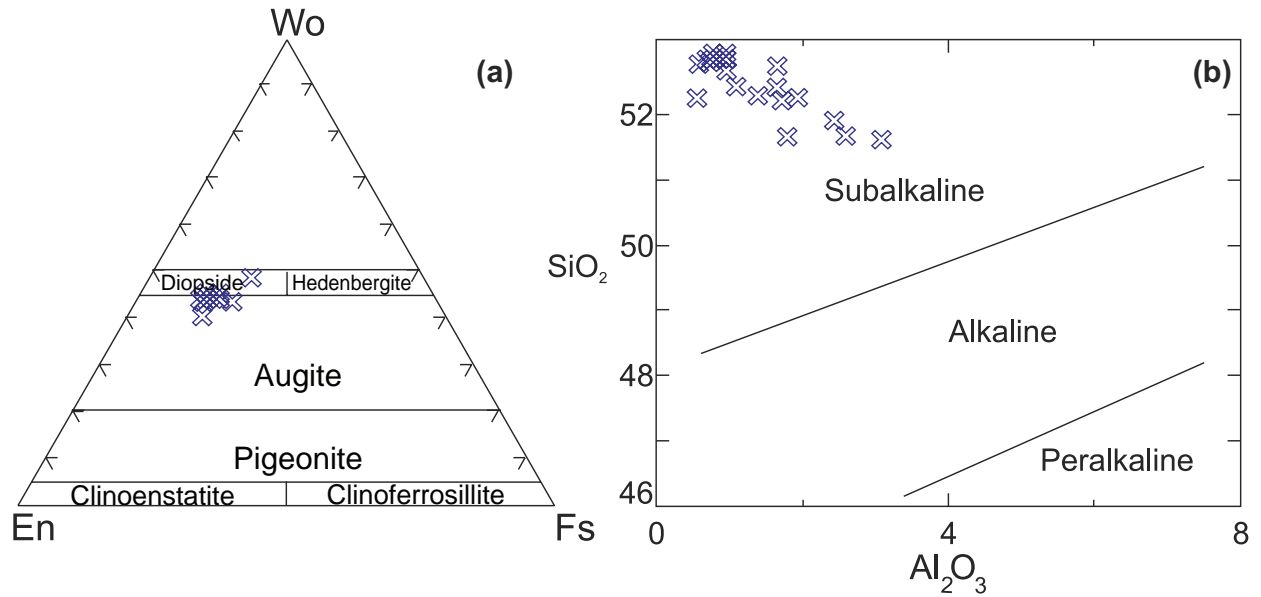 Wo
(a)
Diopside
Hedenbergite
Augite
Pigeonite
Clinoenstatite
Clinoferrosillite
En
Fs
(b)
52
50
48
46
SiO₂
Subalkaline
Alkaline
Peralkaline
0
4
8
Al₂O₃